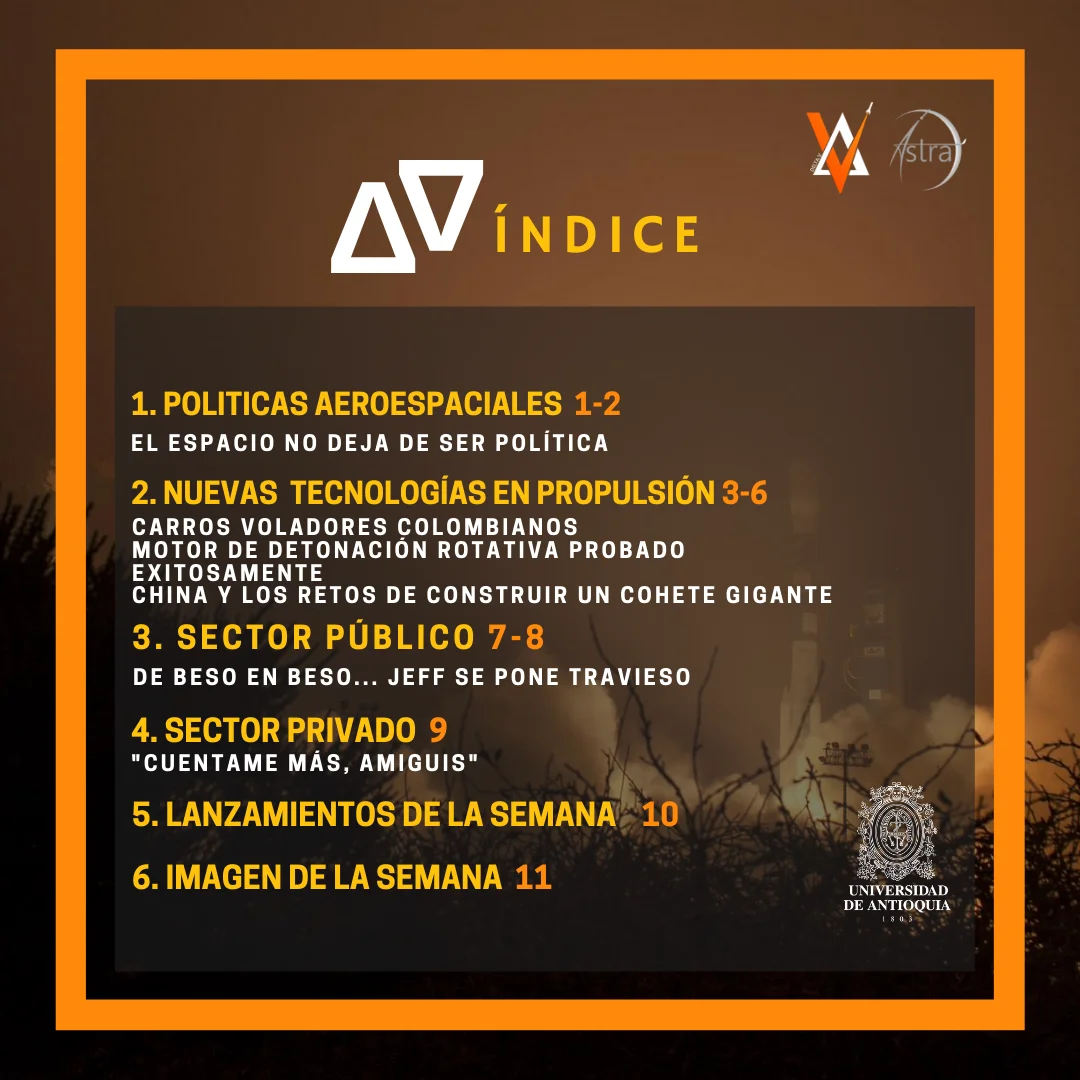 Astra
ÍNDICE
1. POLITICAS AEROESPACIALES 1-2
EL ESPACIO NO DEJA DE SER POLÍTICA
2. NUEVAS TECNOLOGÍAS EN PROPULSIÓN 3-6
CARROS VOLADORES COLOMBIANOS
MOTOR DE DETONACIÓN ROTATIVA PROBADO
EXITOSAMENTE
CHINA Y LOS RETOS DE CONSTRUIR UN COHETE GIGANTE
3. SECTOR PÚBLICO 7-8
DE BESO EN BESO... JEFF SE PONE TRAVIESO
4. SECTOR PRIVADO 9
"CUENTAME MÁS, AMIGUIS"
5. LANZAMIENTOS DE LA SEMANA 10
6. IMAGEN DE LA SEMANA 11
UNIVERSIDAD
DE ANTIOQUIA
1803